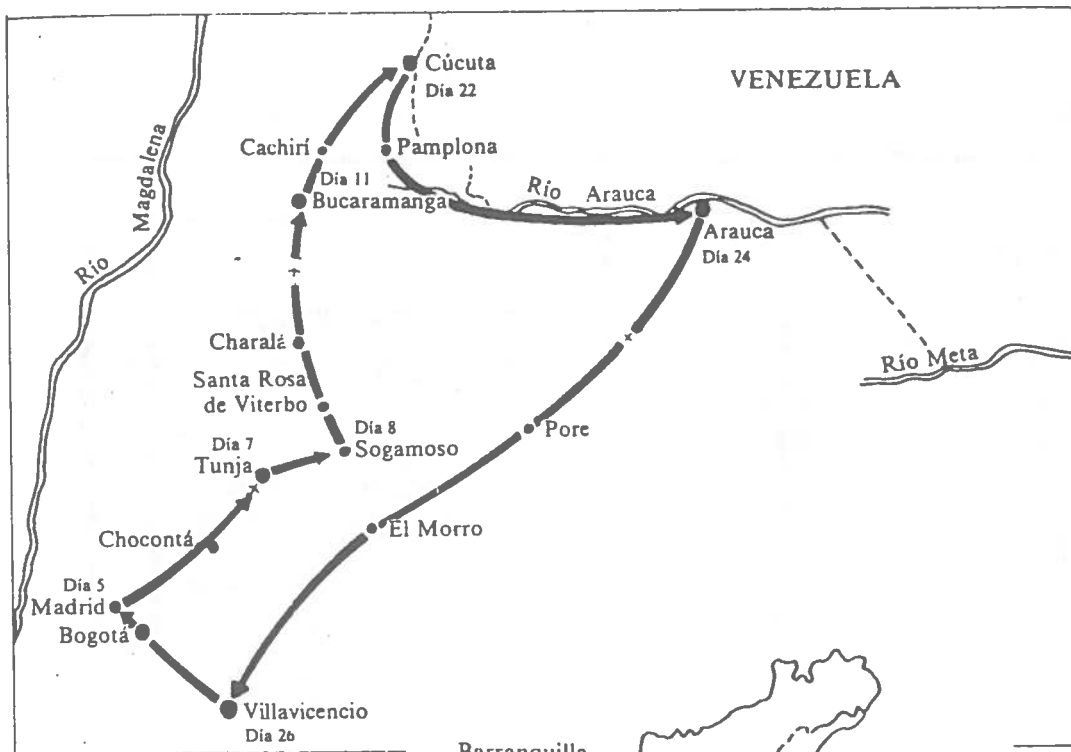 Cúcuta
Día 22
VENEZUELA
Río Magdalena
Cachirí
Pamplona
Día 11
Bucaramanga
Río Arauca
Arauca
Día 24
Charalá
Río Meta
Santa Rosa
de Viterbo
Día 8
Sogamoso
Pore
Día 7
Tunja
El Morro
Chocontá
Día 5
Madrid
Bogotá
Villavicencio
Día 26
Barranquilla